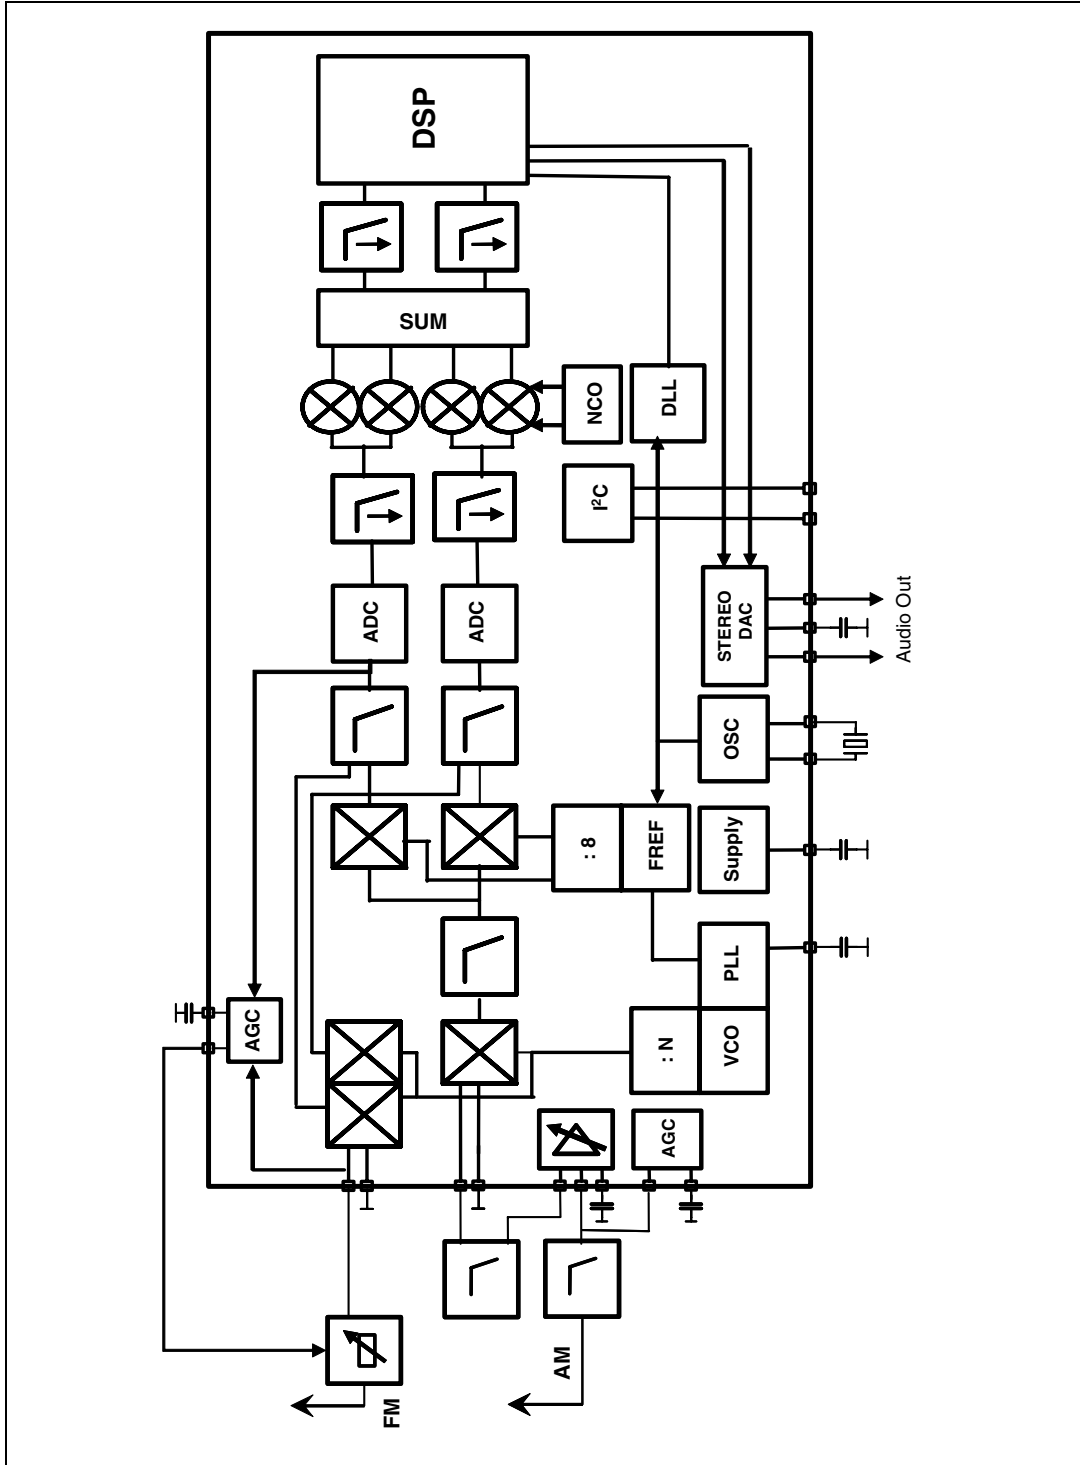 DSP
SUM
NCO
DLL
I²C
ADC
ADC
STEREO
DAC
Audio Out
OSC
: 8
FREF
Supply
AGC
PLL
: N
VCO
AGC
AM
FM